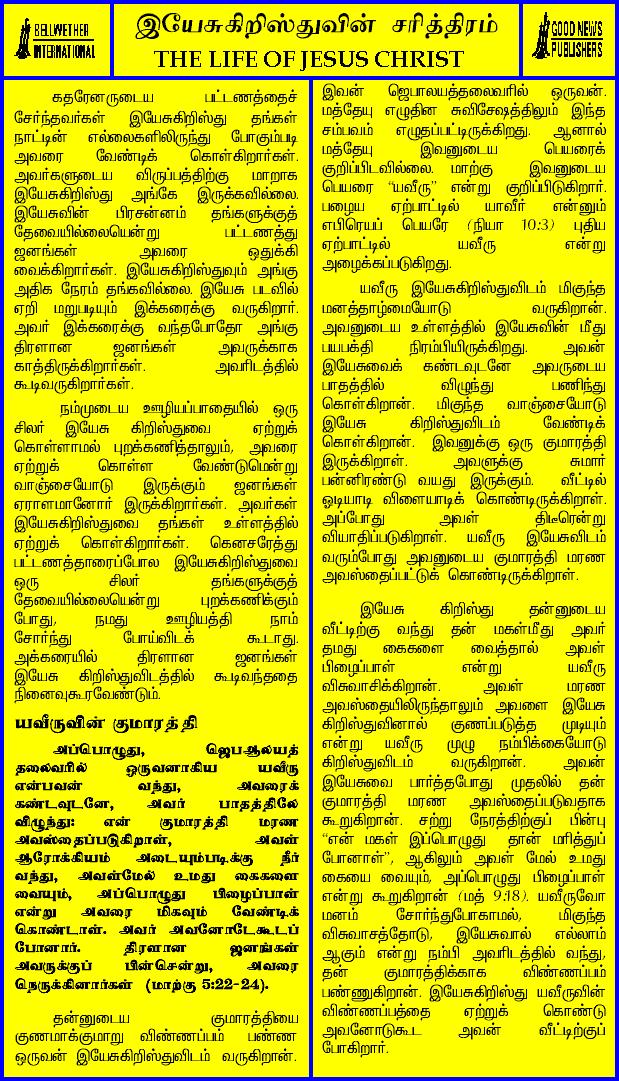 BELLWETHER
INTERNATIONAL
இயேசுகிறிஸ்துவின் சரித்திரம்
THE LIFE OF JESUS CHRIST
GOOD NEWS
PUBLISHERS
கதரேனருடைய பட்டணத்தைச்
சேர்ந்தவர்கள் இயேசுகிறிஸ்து தங்கள்
நாட்டின் எல்லைகளிலிருந்து போகும்படி
அவரை வேண்டிக் கொள்கிறார்கள்.
அவர்களுடைய விருப்பத்திற்கு மாறாக
இயேசுகிறிஸ்து அங்கே இருக்கவில்லை.
இயேசுவின் பிரசன்னம் தங்களுக்குத்
தேவையில்லையென்று பட்டணத்து
ஜனங்கள் அவரை ஒதுக்கி
வைக்கிறார்கள். இயேசுகிறிஸ்துவும் அங்கு
அதிக நேரம் தங்கவில்லை. இயேசு படவில்
ஏறி மறுபடியும் இக்கரைக்கு வருகிறார்.
அவர் இக்கரைக்கு வந்தபோதோ அங்கு
திரளான ஜனங்கள் அவருக்காக
காத்திருக்கிறார்கள். அவரிடத்தில்
கூடிவருகிறார்கள்.
நம்முடைய ஊழியப்பாதையில் ஒரு
சிலர் இயேசு கிறிஸ்துவை ஏற்றுக்
கொள்ளாமல் புறக்கணித்தாலும், அவரை
ஏற்றுக் கொள்ள வேண்டுமென்று
வாஞ்சையோடு இருக்கும் ஜனங்கள்
ஏராளமானோர் இருக்கிறார்கள். அவர்கள்
இயேசுகிறிஸ்துவை தங்கள் உள்ளத்தில்
ஏற்றுக் கொள்கிறார்கள். கெனசரேத்து
பட்டணத்தாரைப்போல இயேசுகிறிஸ்துவை
ஒரு சிலர் தங்களுக்குத்
தேவையில்லையென்று புறக்கணிக்கும்
போது, நமது ஊழியத்தி நாம்
சோர்ந்து போய்விடக் கூடாது.
அக்கரையில் திரளான ஜனங்கள்
இயேசு கிறிஸ்துவிடத்தில் கூடிவந்ததை
நினைவுகூரவேண்டும்.
யவீருவின் குமாரத்தி
அப்பொழுது, ஜெபஆலயத்
தலைவரில் ஒருவனாகிய யவீரு
என்பவன் வந்து, அவரைக்
கண்டவுடனே, அவர் பாதத்திலே
விழுந்து: என் குமாரத்தி மரண
அவஸ்தைப்படுகிறாள், அவள்
ஆரோக்கியம் அடையும்படிக்கு நீர்
வந்து, அவள்மேல் உமது கைகளை
வையும், அப்பொழுது பிழைப்பாள்
என்று அவரை மிகவும் வேண்டிக்
கொண்டான். அவர் அவனோடேகூடப்
போனார். திரளான ஜனங்கள்
அவருக்குப் பின்சென்று, அவரை
நெருக்கினார்கள் (மாற்கு 5:22-24).
தன்னுடைய குமாரத்தியை
குணமாக்குமாறு விண்ணப்பம் பண்ண
ஒருவன் இயேசுகிறிஸ்துவிடம் வருகிறான்.
இவன் ஜெபாலயத்தலைவரில் ஒருவன்.
மத்தேயு எழுதின சுவிசேஷத்திலும் இந்த
சம்பவம் எழுதப்பட்டிருக்கிறது. ஆனால்
மத்தேயு இவனுடைய பெயரைக்
குறிப்பிடவில்லை. மாற்கு இவனுடைய
பெயரை "யவீரு" என்று குறிப்பிடுகிறார்.
பழைய ஏற்பாட்டில் யாவீர் என்னும்
எபிரெயப் பெயரே (நியா 10:3) புதிய
ஏற்பாட்டில் யவீரு என்று
அழைக்கப்படுகிறது.
யவீரு இயேசுகிறிஸ்துவிடம் மிகுந்த
மனத்தாழ்மையோடு வருகிறான்.
அவனுடைய உள்ளத்தில் இயேசுவின் மீது
பயபக்தி நிரம்பியிருக்கிறது. அவன்
இயேசுவைக் கண்டவுடனே அவருடைய
பாதத்தில் விழுந்து பணிந்து
கொள்கிறான். மிகுந்த வாஞ்சையோடு
இயேசு கிறிஸ்துவிடம் வேண்டிக்
கொள்கிறான். இவனுக்கு ஒரு குமாரத்தி
இருக்கிறாள். அவளுக்கு சுமார்
பன்னிரண்டு வயது இருக்கும். வீட்டில்
ஓடியாடி விளையாடிக் கொண்டிருக்கிறாள்.
அப்போது அவள் திடீரென்று
வியாதிப்படுகிறாள். யவீரு இயேசுவிடம்
வரும்போது அவனுடைய குமாரத்தி மரண
அவஸ்தைப்பட்டுக் கொண்டிருக்கிறாள்.
இயேசு கிறிஸ்து தன்னுடைய
வீட்டிற்கு வந்து தன் மகள்மீது அவர்
தமது கைகளை வைத்தால் அவள்
பிழைப்பாள் என்று யவீரு
விசுவாசிக்கிறான். அவள் மரண
அவஸ்தையிலிருந்தாலும் அவளை இயேசு
கிறிஸ்துவினால் குணப்படுத்த முடியும்
என்று யவீரு முழு நம்பிக்கையோடு
கிறிஸ்துவிடம் வருகிறான். அவன்
இயேசுவை பார்த்தபோது முதலில் தன்
குமாரத்தி மரண அவஸ்தைப்படுவதாக
கூறுகிறான். சற்று நேரத்திற்குப் பின்பு
"என் மகள் இப்பொழுது தான் மரித்துப்
போனாள்", ஆகிலும் அவள் மேல் உமது
கையை வையும், அப்பொழுது பிழைப்பாள்
என்று கூறுகிறான் (மத் 9:18). யவீருவோ
மனம் சோர்ந்துபோகாமல், மிகுந்த
விசுவாசத்தோடு, இயேசுவால் எல்லாம்
ஆகும் என்று நம்பி அவரிடத்தில் வந்து,
தன் குமாரத்திக்காக விண்ணப்பம்
பண்ணுகிறான். இயேசுகிறிஸ்து யவீருவின்
விண்ணப்பத்தை ஏற்றுக் கொண்டு
அவனோடுகூட அவன் வீட்டிற்குப்
போகிறார்.